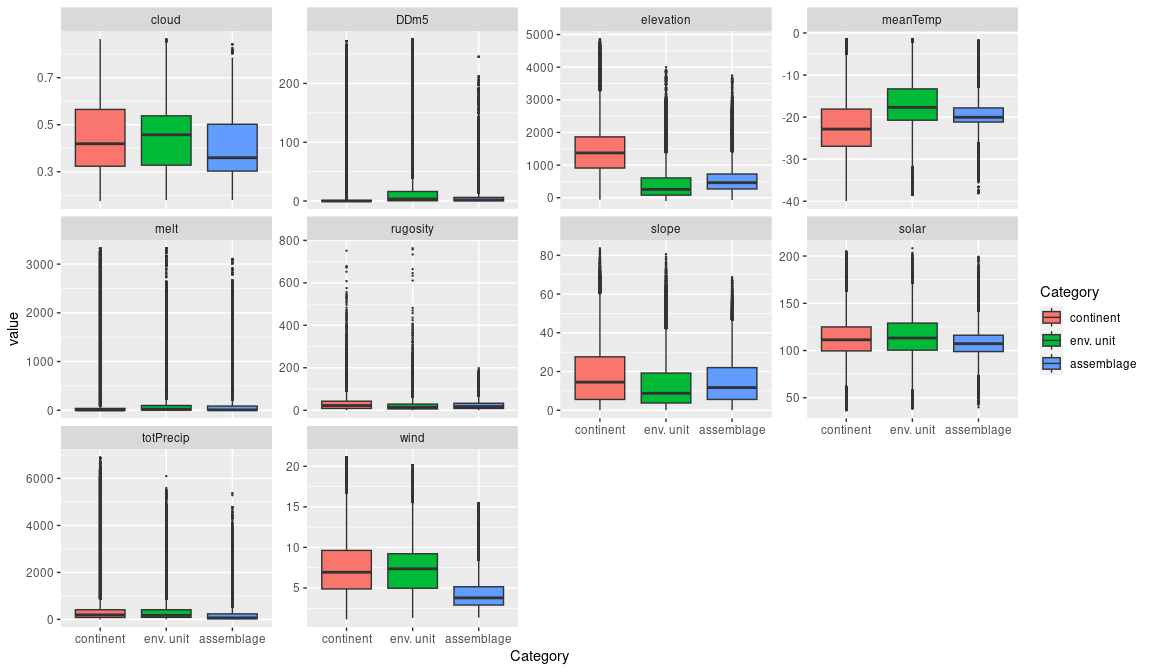 cloud
DDm5
elevation
meanTemp
0.7
0.5
0.3
200
100
0
5000
4000
3000
2000
1000
0
0
-10
-20
-30
-40
melt
rugosity
slope
solar
3000
2000
1000
0
800
600
400
200
0
80
60
40
20
0
200
150
100
50
continent env. unit assemblage
continent env. unit assemblage
totPrecip
wind
6000
4000
2000
0
20
15
10
5
continent env. unit assemblage
continent env. unit assemblage
value
Category
Category
continent
env. unit
assemblage